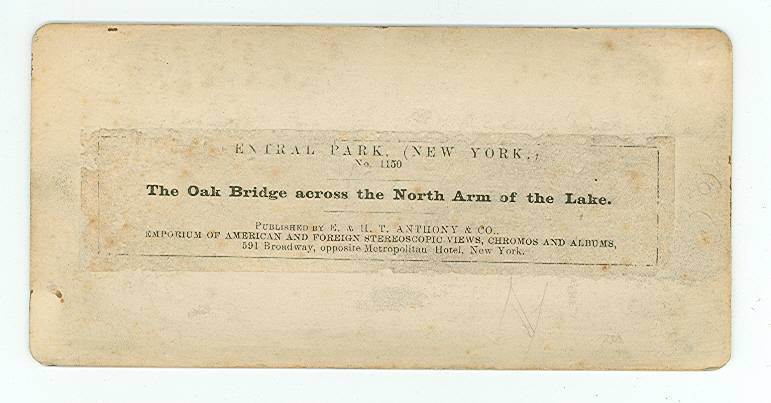 ENTRAL PARK, (NEW YORK,)
No. 1150
The Oak Bridge across the North Arm of the Lake.
PUBLISHED BY E. & H. T. ANTHONY & CO.,
EMPORIUM OF AMERICAN AND FOREIGN STEREOSCOPIC VIEWS, CHROMOS AND ALBUMS,
591 Broadway, opposite Metropolitan Hotel, New York.